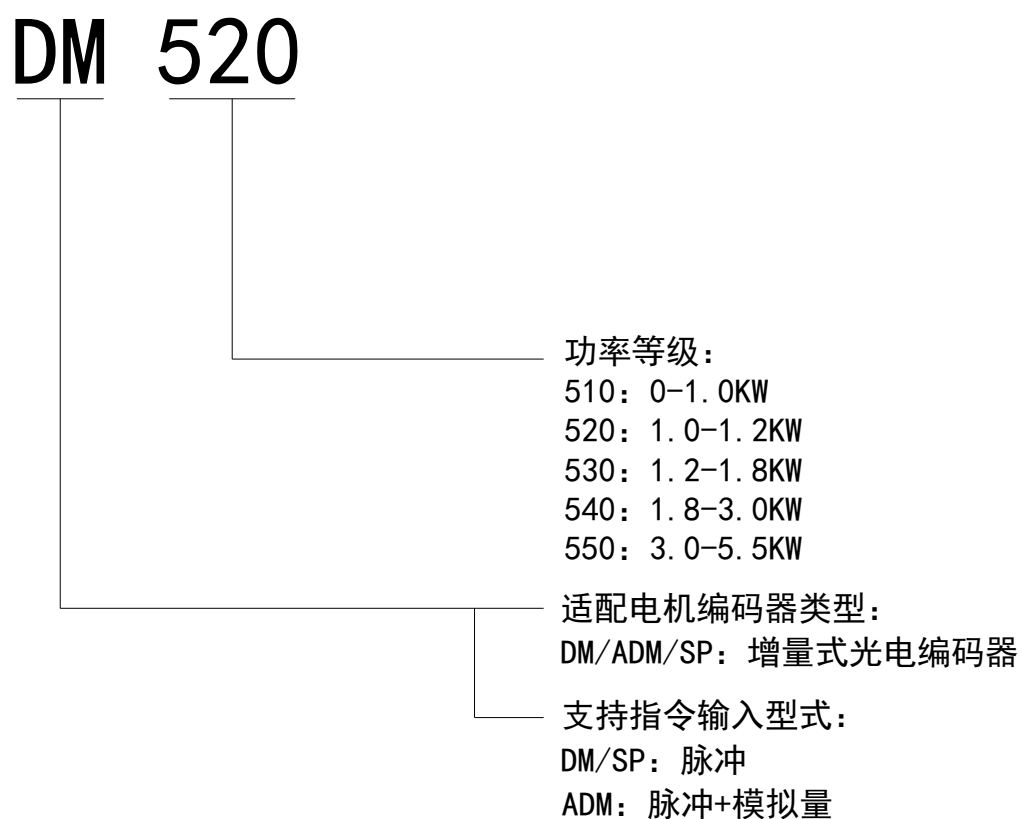 DM 520
功率等级：
510：0-1.0KW
520：1.0-1.2KW
530：1.2-1.8KW
540：1.8-3.0KW
550：3.0-5.5KW
适配电机编码器类型：
DM/ADM/SP：增量式光电编码器
支持指令输入型式：
DM/SP：脉冲
ADM：脉冲+模拟量